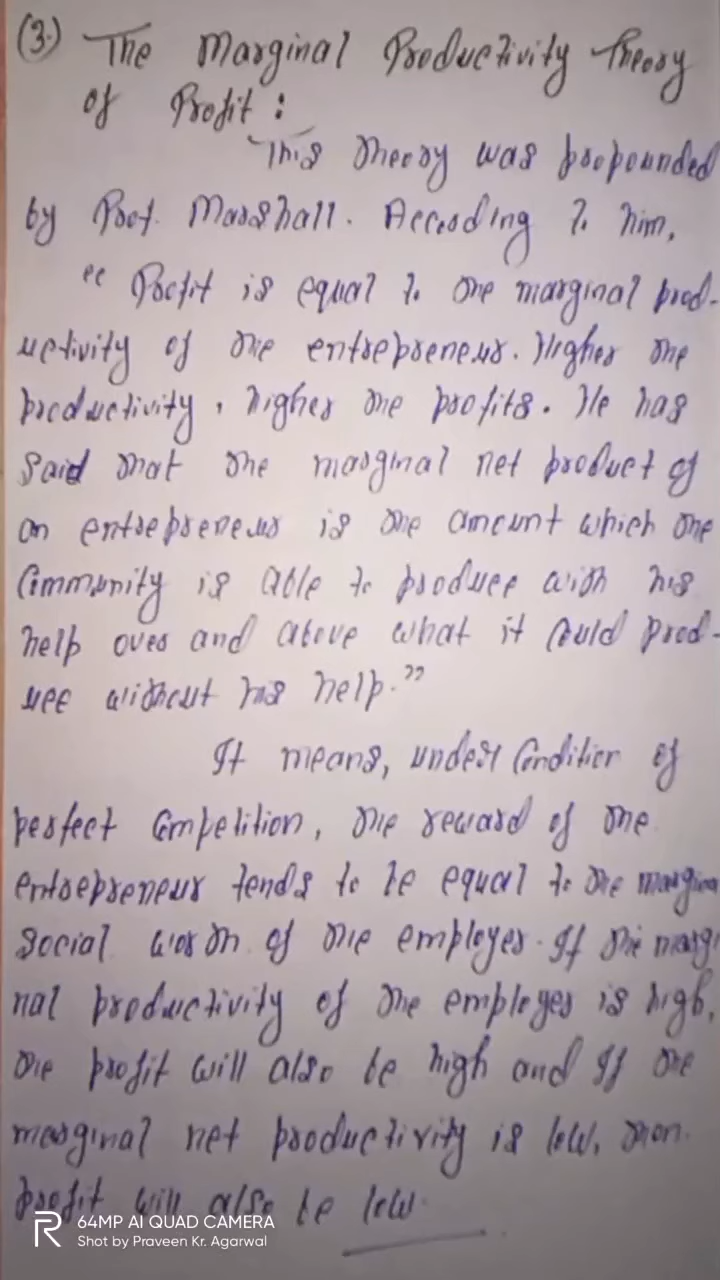 (3.) The Marginal Productivity Theory
of Profit :
This theory was propounded
by Prof. Marshall. According to him,
“ Profit is equal to the marginal prod-
uctivity of the entrepreneur. Higher the
productivity, higher the profits. He has
said that the marginal net product of
an entrepreneur is the amount which the
Community is able to produce with his
help over and above what it could prod-
uce without his help.”
It means, under Condition of
perfect Competition, the reward of the
entrepreneur tends to be equal to the margina
social worth of the employer. If the margi
nal productivity of the employer is high,
the profit will also be high and If the
marginal net productivity is low, than
profit will also be low.
64MP AI QUAD CAMERA
Shot by Praveen Kr. Agarwal